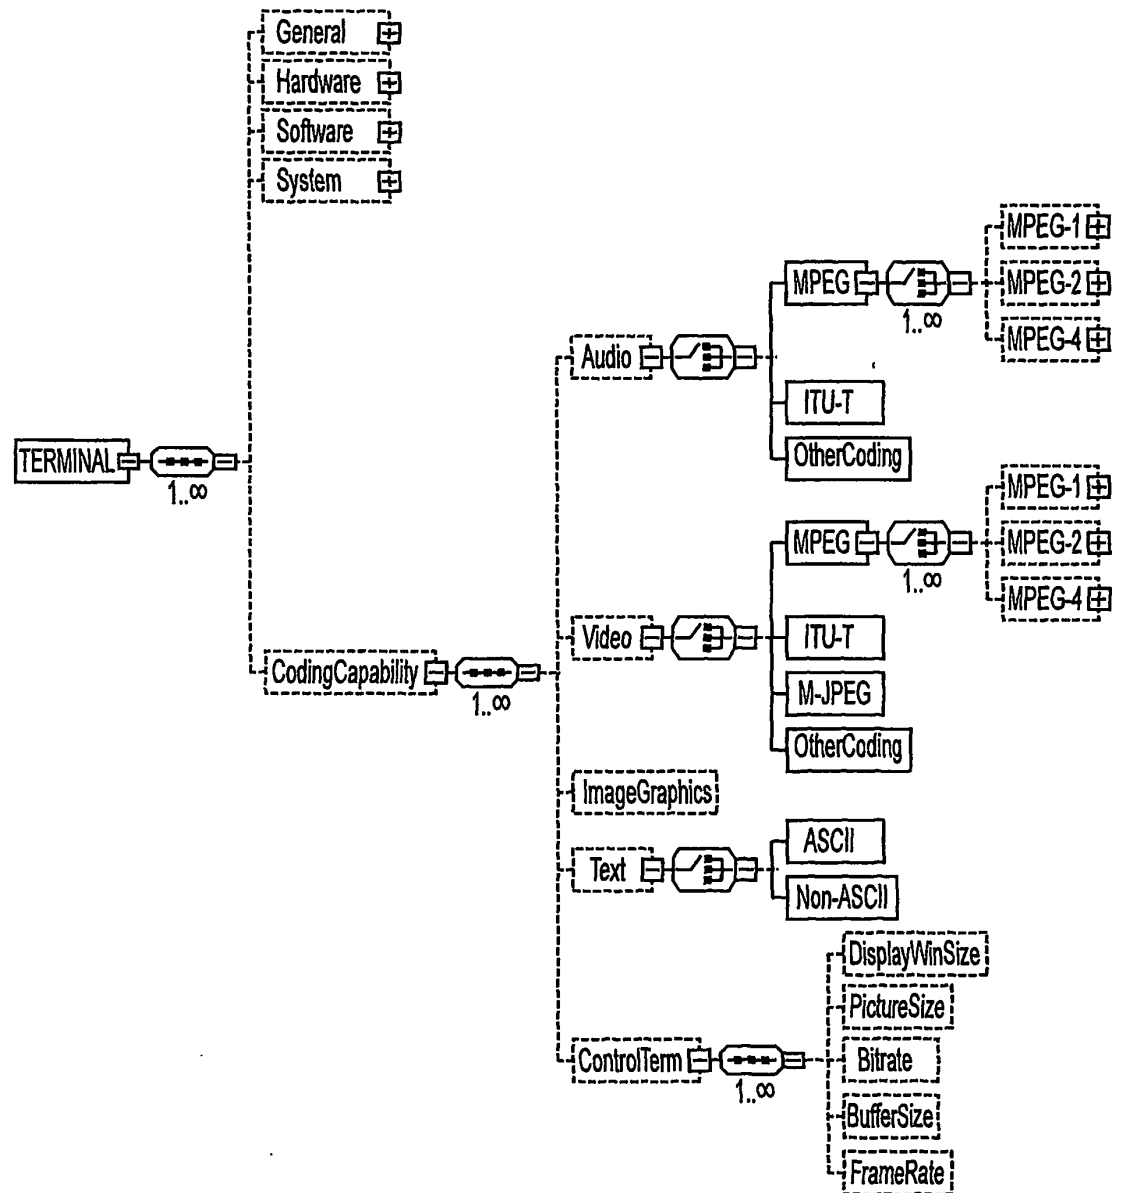 General
Hardware
Software
System
MPEG-1
MPEG
MPEG-2
1..∞
MPEG-4
Audio
ITU-T
OtherCoding
TERMINAL
1..∞
MPEG-1
MPEG
MPEG-2
1..∞
MPEG-4
Video
ITU-T
CodingCapability
1..∞
M-JPEG
OtherCoding
ImageGraphics
ASCII
Text
Non-ASCII
DisplayWinSize
PictureSize
ControlTerm
1..∞
Bitrate
BufferSize
FrameRate